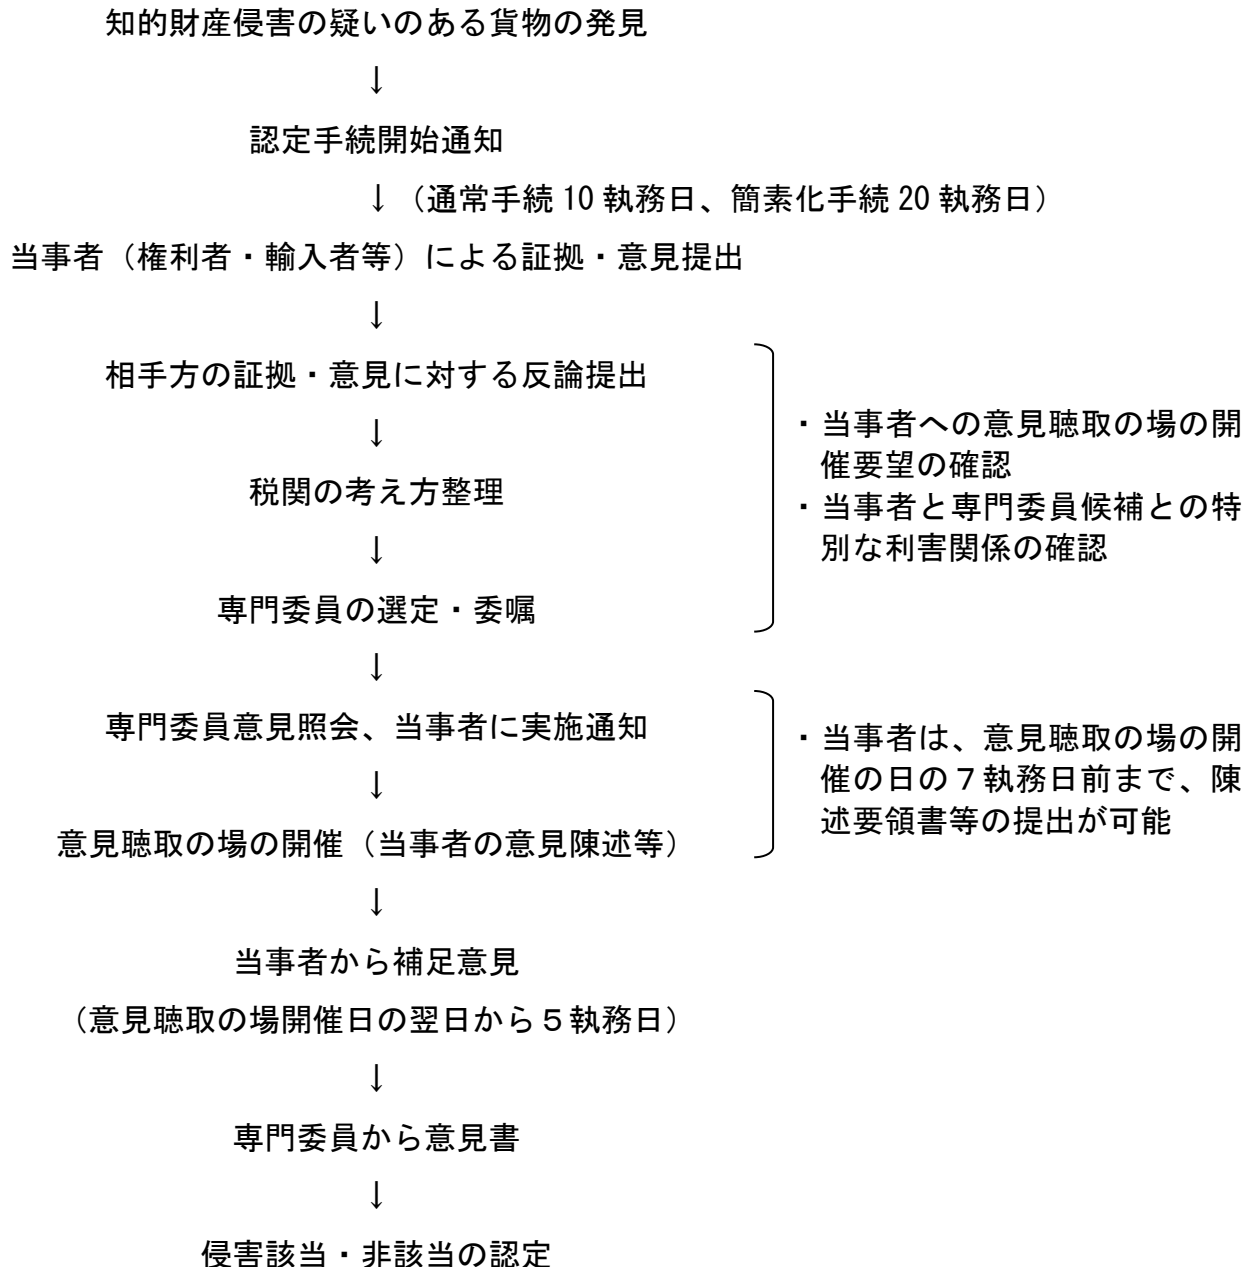 知的財産侵害の疑いのある貨物の発見
↓
認定手続開始通知
↓（通常手続 10 執務日、簡素化手続 20 執務日）
当事者（権利者・輸入者等）による証拠・意見提出
↓
相手方の証拠・意見に対する反論提出
↓
税関の考え方整理
↓
専門委員の選定・委嘱
・当事者への意見聴取の場の開
催要望の確認
・当事者と専門委員候補との特
別な利害関係の確認
↓
専門委員意見照会、当事者に実施通知
↓
意見聴取の場の開催（当事者の意見陳述等）
・当事者は、意見聴取の場の開
催の日の７執務日前まで、陳
述要領書等の提出が可能
↓
当事者から補足意見
（意見聴取の場開催日の翌日から５執務日）
↓
専門委員から意見書
↓
侵害該当・非該当の認定